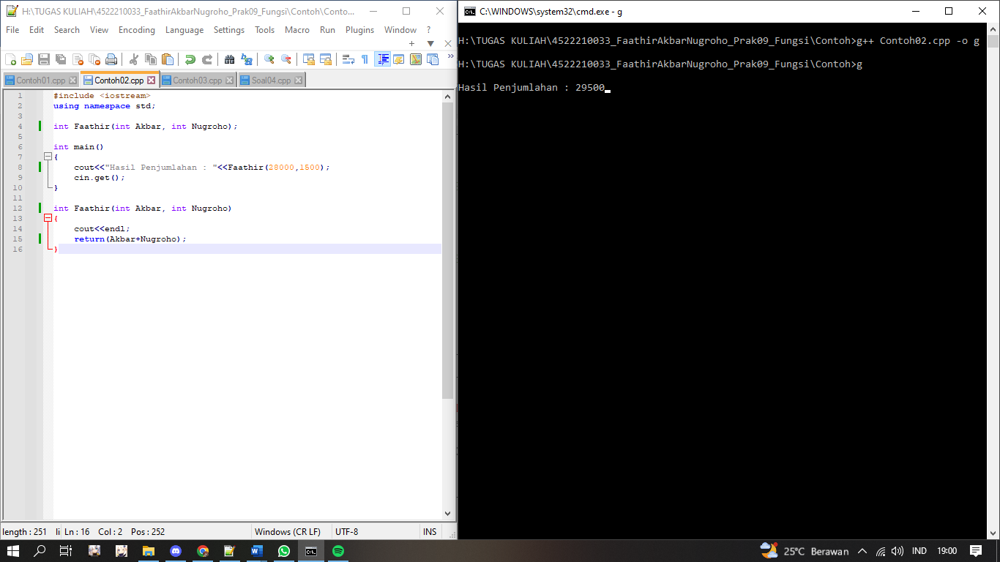 H:\TUGAS KULIAH\4522210033_FaathirAkbarNugroho_Prak09_Fungsi\Contoh\Conto...
File Edit Search View Encoding Language Settings Tools Macro Run Plugins Window ?
Contoh01.cpp Contoh02.cpp Contoh03.cpp Soal04.cpp
1 #include <iostream>
2 using namespace std;
3
4 int Faathir(int Akbar, int Nugroho);
5
6 int main()
7 {
8 cout<<"Hasil Penjumlahan : "<<Faathir(28000,1500);
9 cin.get();
10 }
11
12 int Faathir(int Akbar, int Nugroho)
13 {
14 cout<<endl;
15 return(Akbar+Nugroho);
16 }
length : 251 li Ln : 16 Col : 2 Pos : 252 Windows (CR LF) UTF-8 INS
C:\WINDOWS\system32\cmd.exe - g
H:\TUGAS KULIAH\4522210033_FaathirAkbarNugroho_Prak09_Fungsi\Contoh>g++ Contoh02.cpp -o g
H:\TUGAS KULIAH\4522210033_FaathirAkbarNugroho_Prak09_Fungsi\Contoh>g
Hasil Penjumlahan : 29500
25°C Berawan IND 19:00